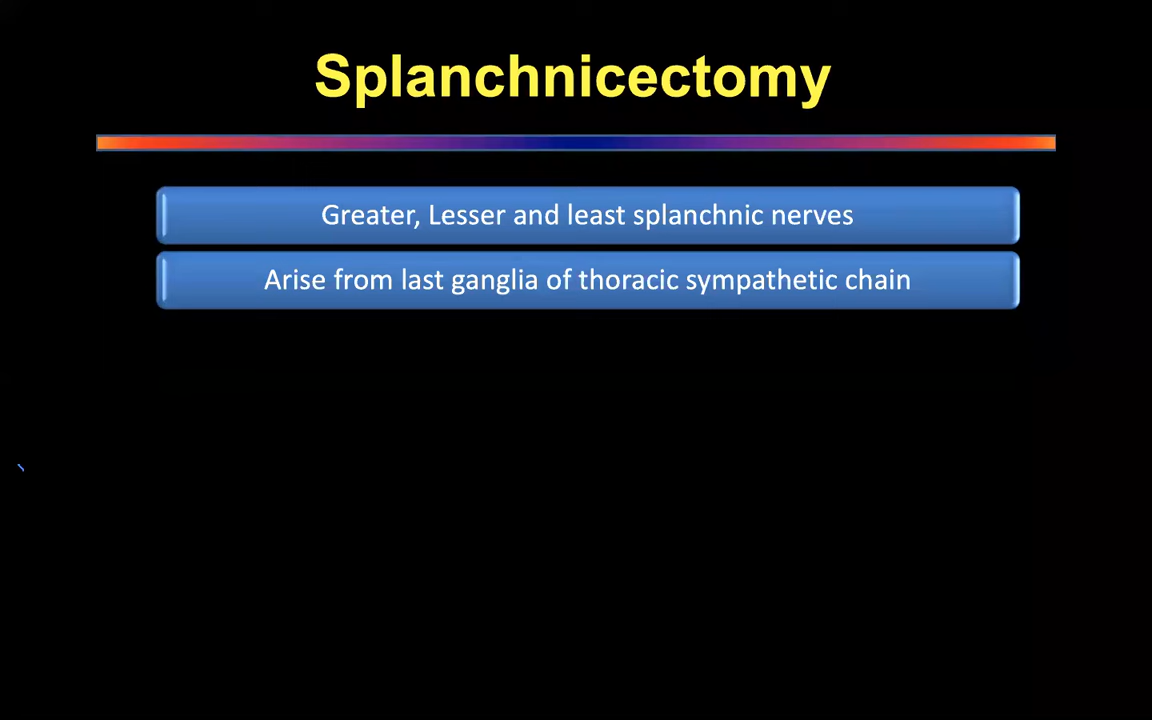 Splanchnicectomy
Greater, Lesser and least splanchnic nerves
Arise from last ganglia of thoracic sympathetic chain